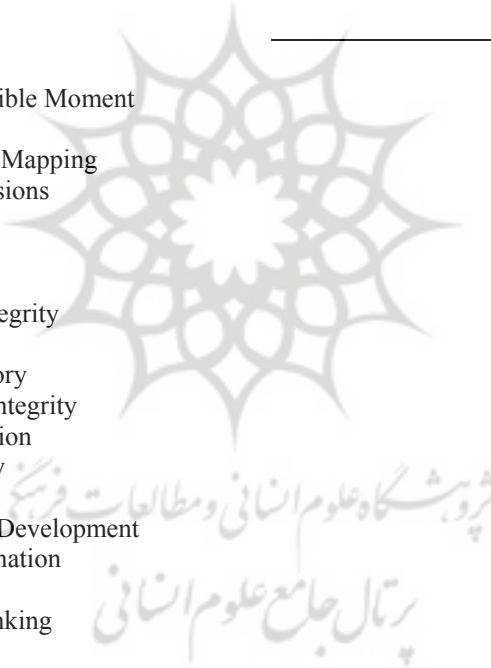 ible Moment
Mapping
sions
egrity
ory
ntegrity
ion
y
Development
nation
nking
پژوهشگاه علوم انسانی و مطالعات فرهنگی
پرتال جامع علوم انسانی